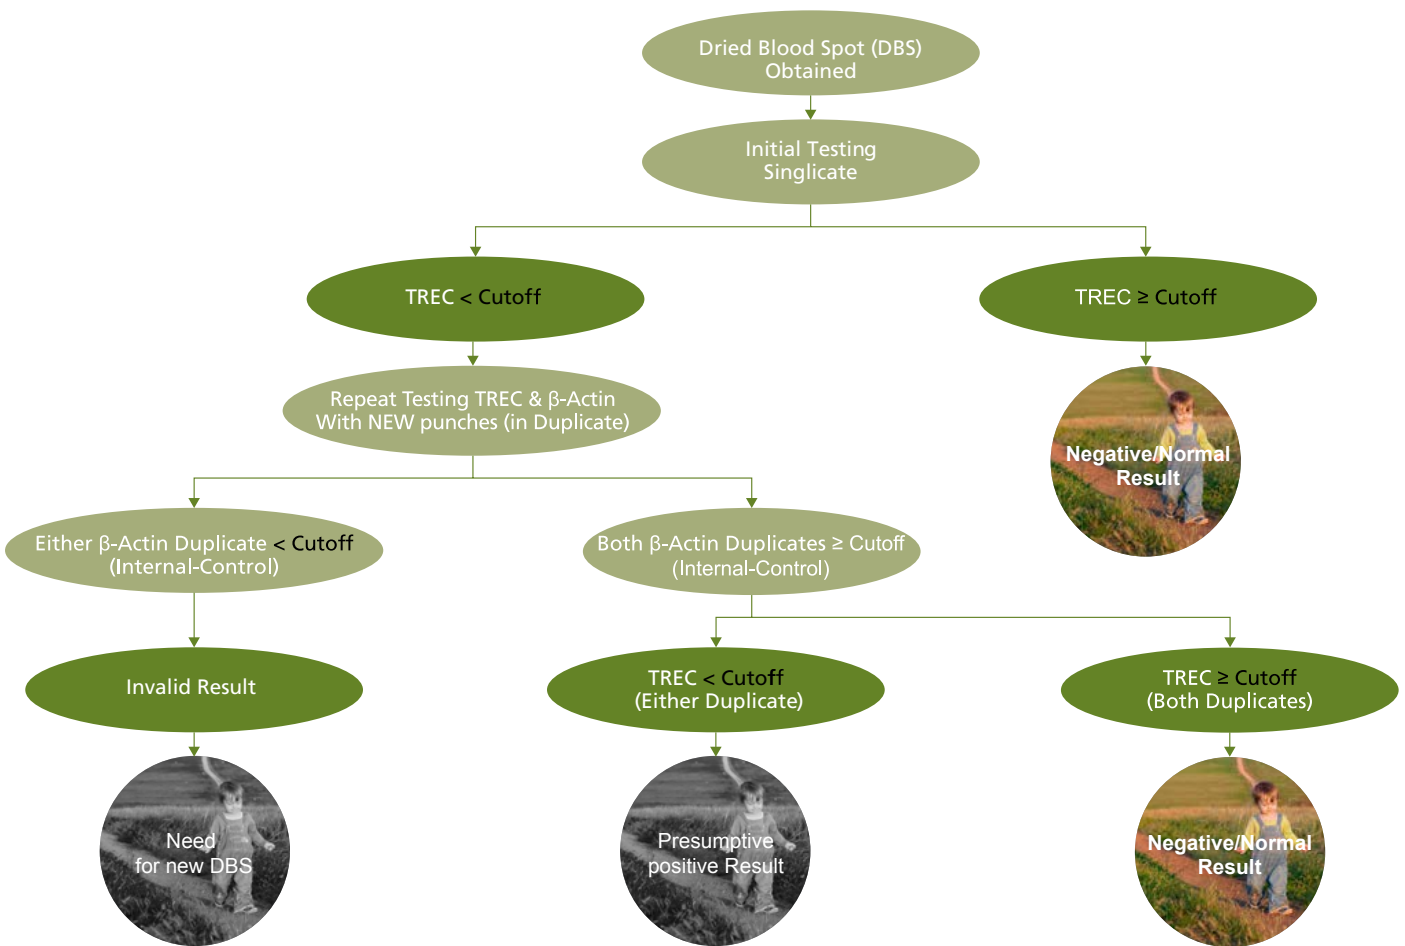 Dried Blood Spot (DBS)
Obtained
Initial Testing
Singlicate
TREC < Cutoff
TREC ≥ Cutoff
Repeat Testing TREC & β-Actin
With NEW punches (in Duplicate)
Negative/Normal
Result
Either β-Actin Duplicate < Cutoff
(Internal-Control)
Both β-Actin Duplicates ≥ Cutoff
(Internal-Control)
Invalid Result
TREC < Cutoff
(Either Duplicate)
TREC ≥ Cutoff
(Both Duplicates)
Need
for new DBS
Presumptive
positive Result
Negative/Normal
Result